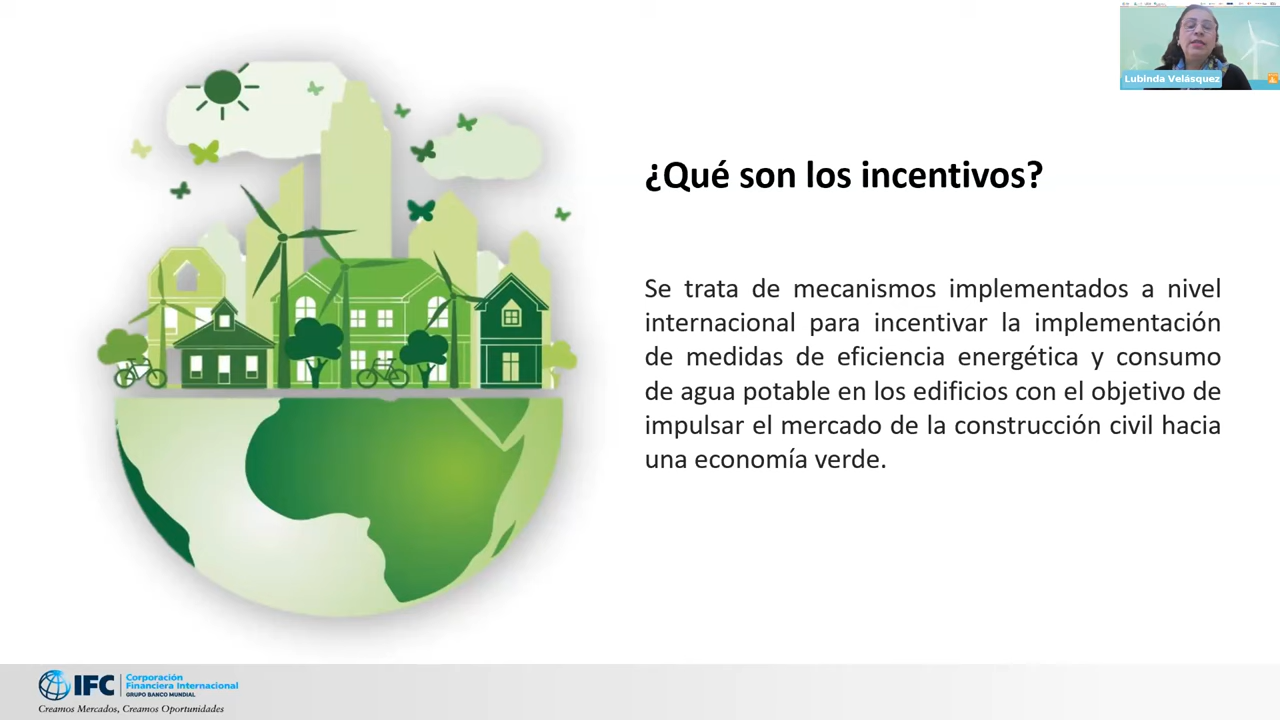 Lubinda Velásquez
¿Qué son los incentivos?
Se trata de mecanismos implementados a nivel
internacional para incentivar la implementación
de medidas de eficiencia energética y consumo
de agua potable en los edificios con el objetivo de
impulsar el mercado de la construcción civil hacia
una economía verde.
IFC
Corporación
Financiera Internacional
GRUPO BANCO MUNDIAL
Creamos Mercados, Creamos Oportunidades